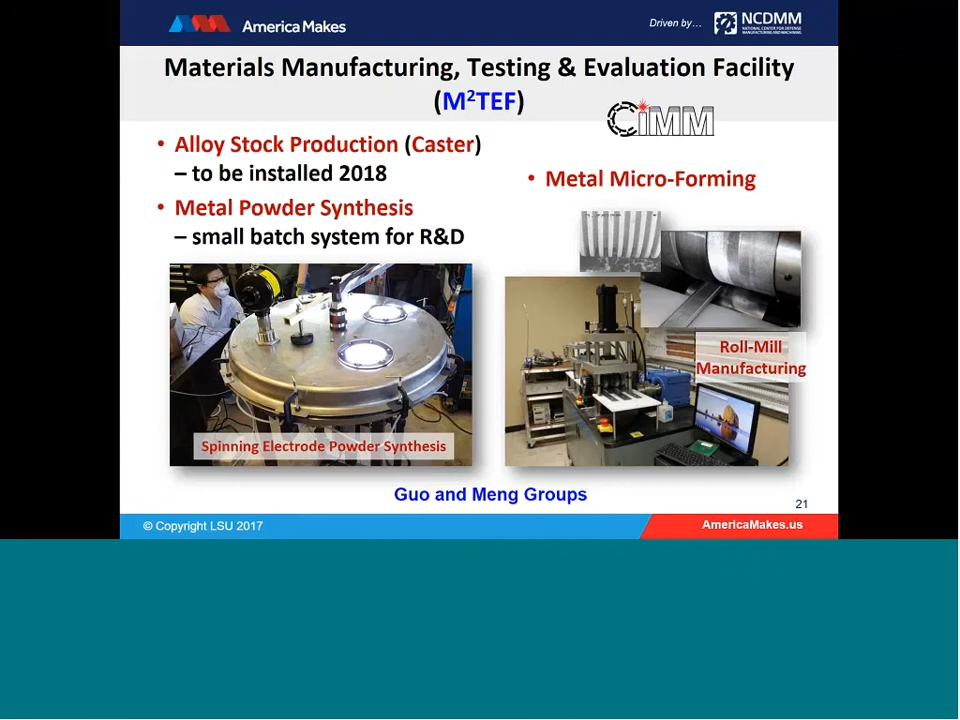 America Makes
Driven by...
NCDMM
NATIONAL CENTER FOR DEFENSE
MANUFACTURING AND MACHINING
Materials Manufacturing, Testing & Evaluation Facility
(M²TEF)
CiMM
• Alloy Stock Production (Caster)
– to be installed 2018
• Metal Powder Synthesis
– small batch system for R&D
• Metal Micro-Forming
Roll-Mill
Manufacturing
Spinning Electrode Powder Synthesis
Guo and Meng Groups
21
© Copyright LSU 2017
AmericaMakes.us